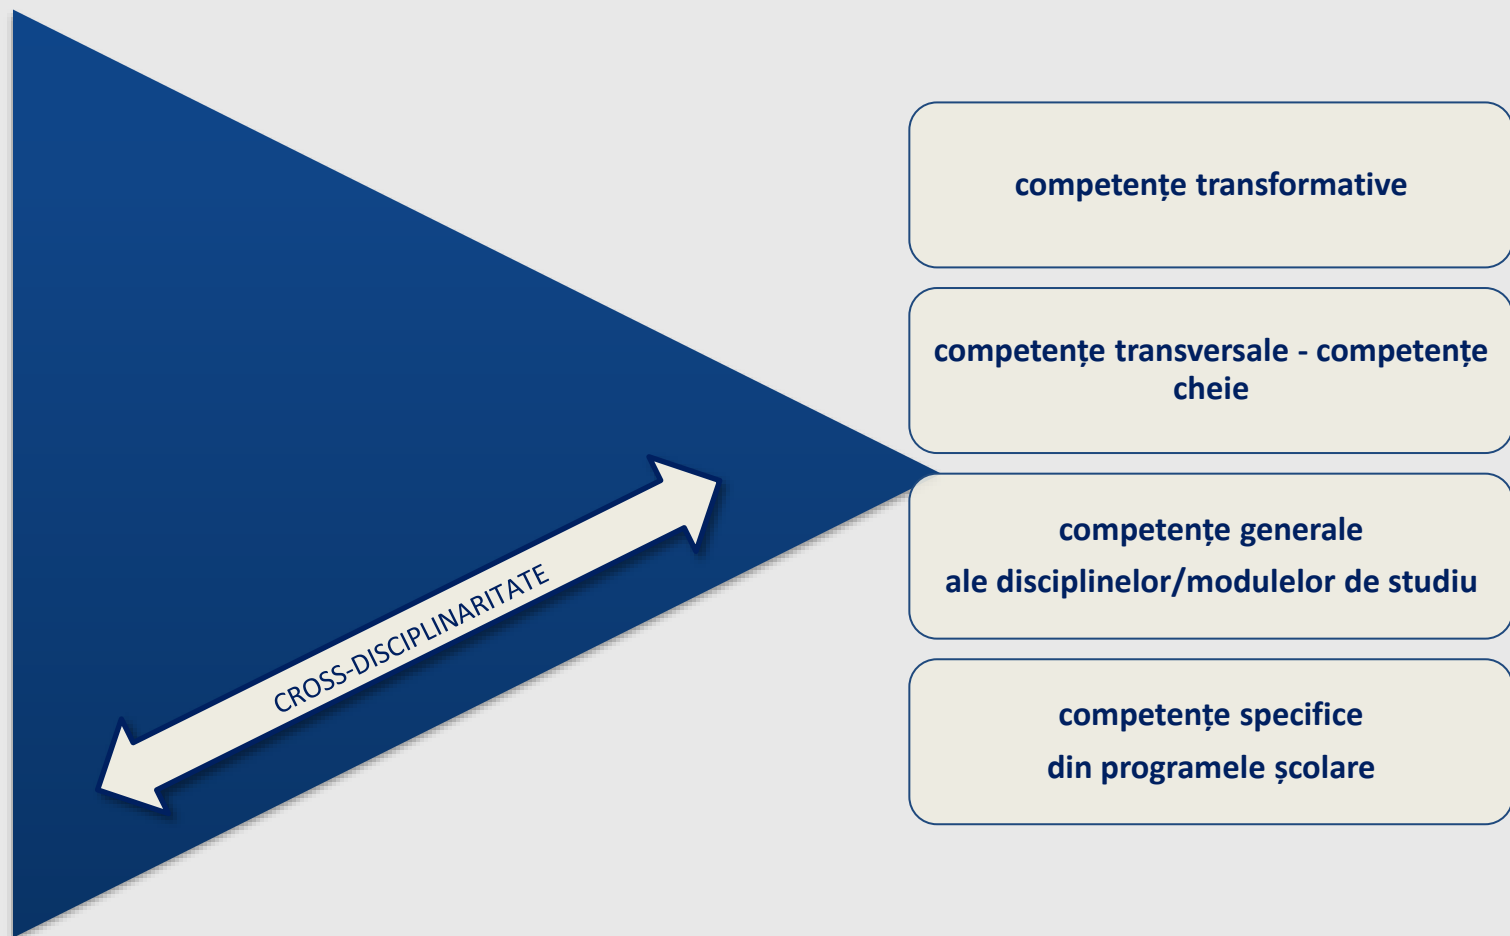 competențe transformative
competențe transversale - competențe
cheie
competențe generale
ale disciplinelor/modulelor de studiu
competențe specifice
din programele școlare
CROSS-DISCIPLINARITATE